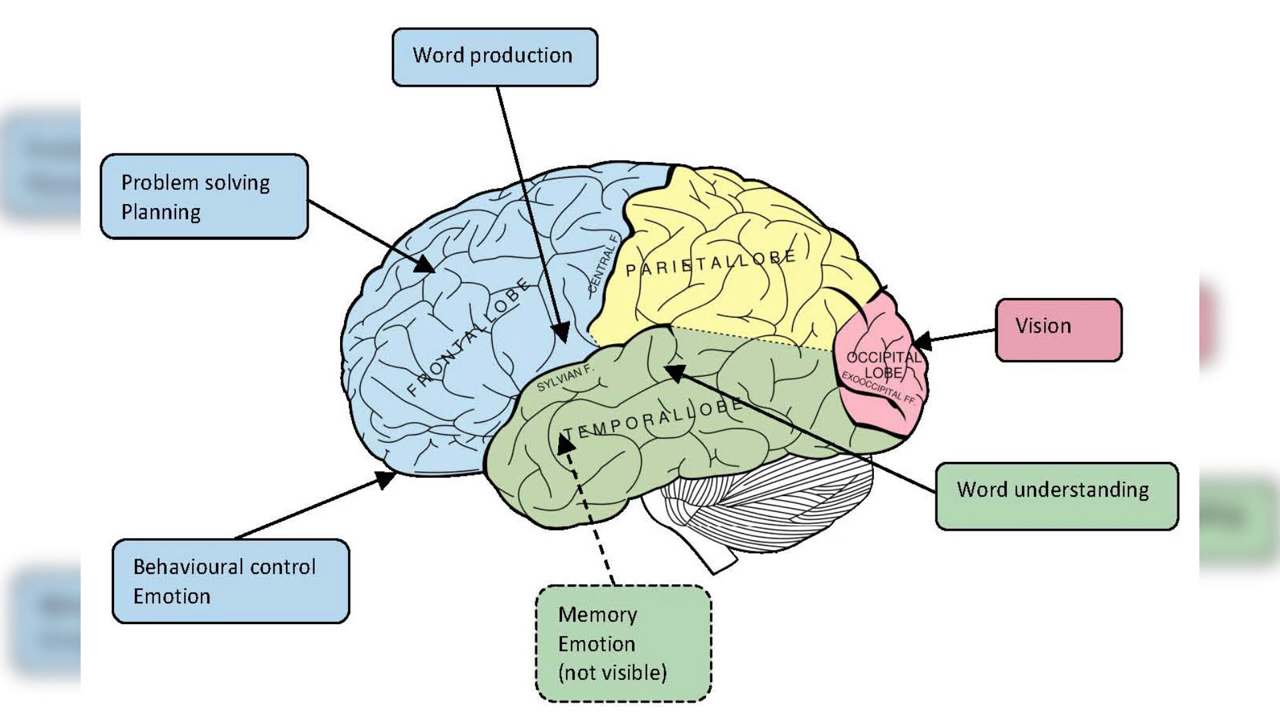 Word production
Problem solving
Planning
CENTRAL F.
PARIETAL LOBE
FRONTAL LOBE
Vision
OCCIPITAL
LOBE
EXOOCCIPITAL FF.
SYLVIAN F.
TEMPORAL LOBE
Word understanding
Behavioural control
Emotion
Memory
Emotion
(not visible)